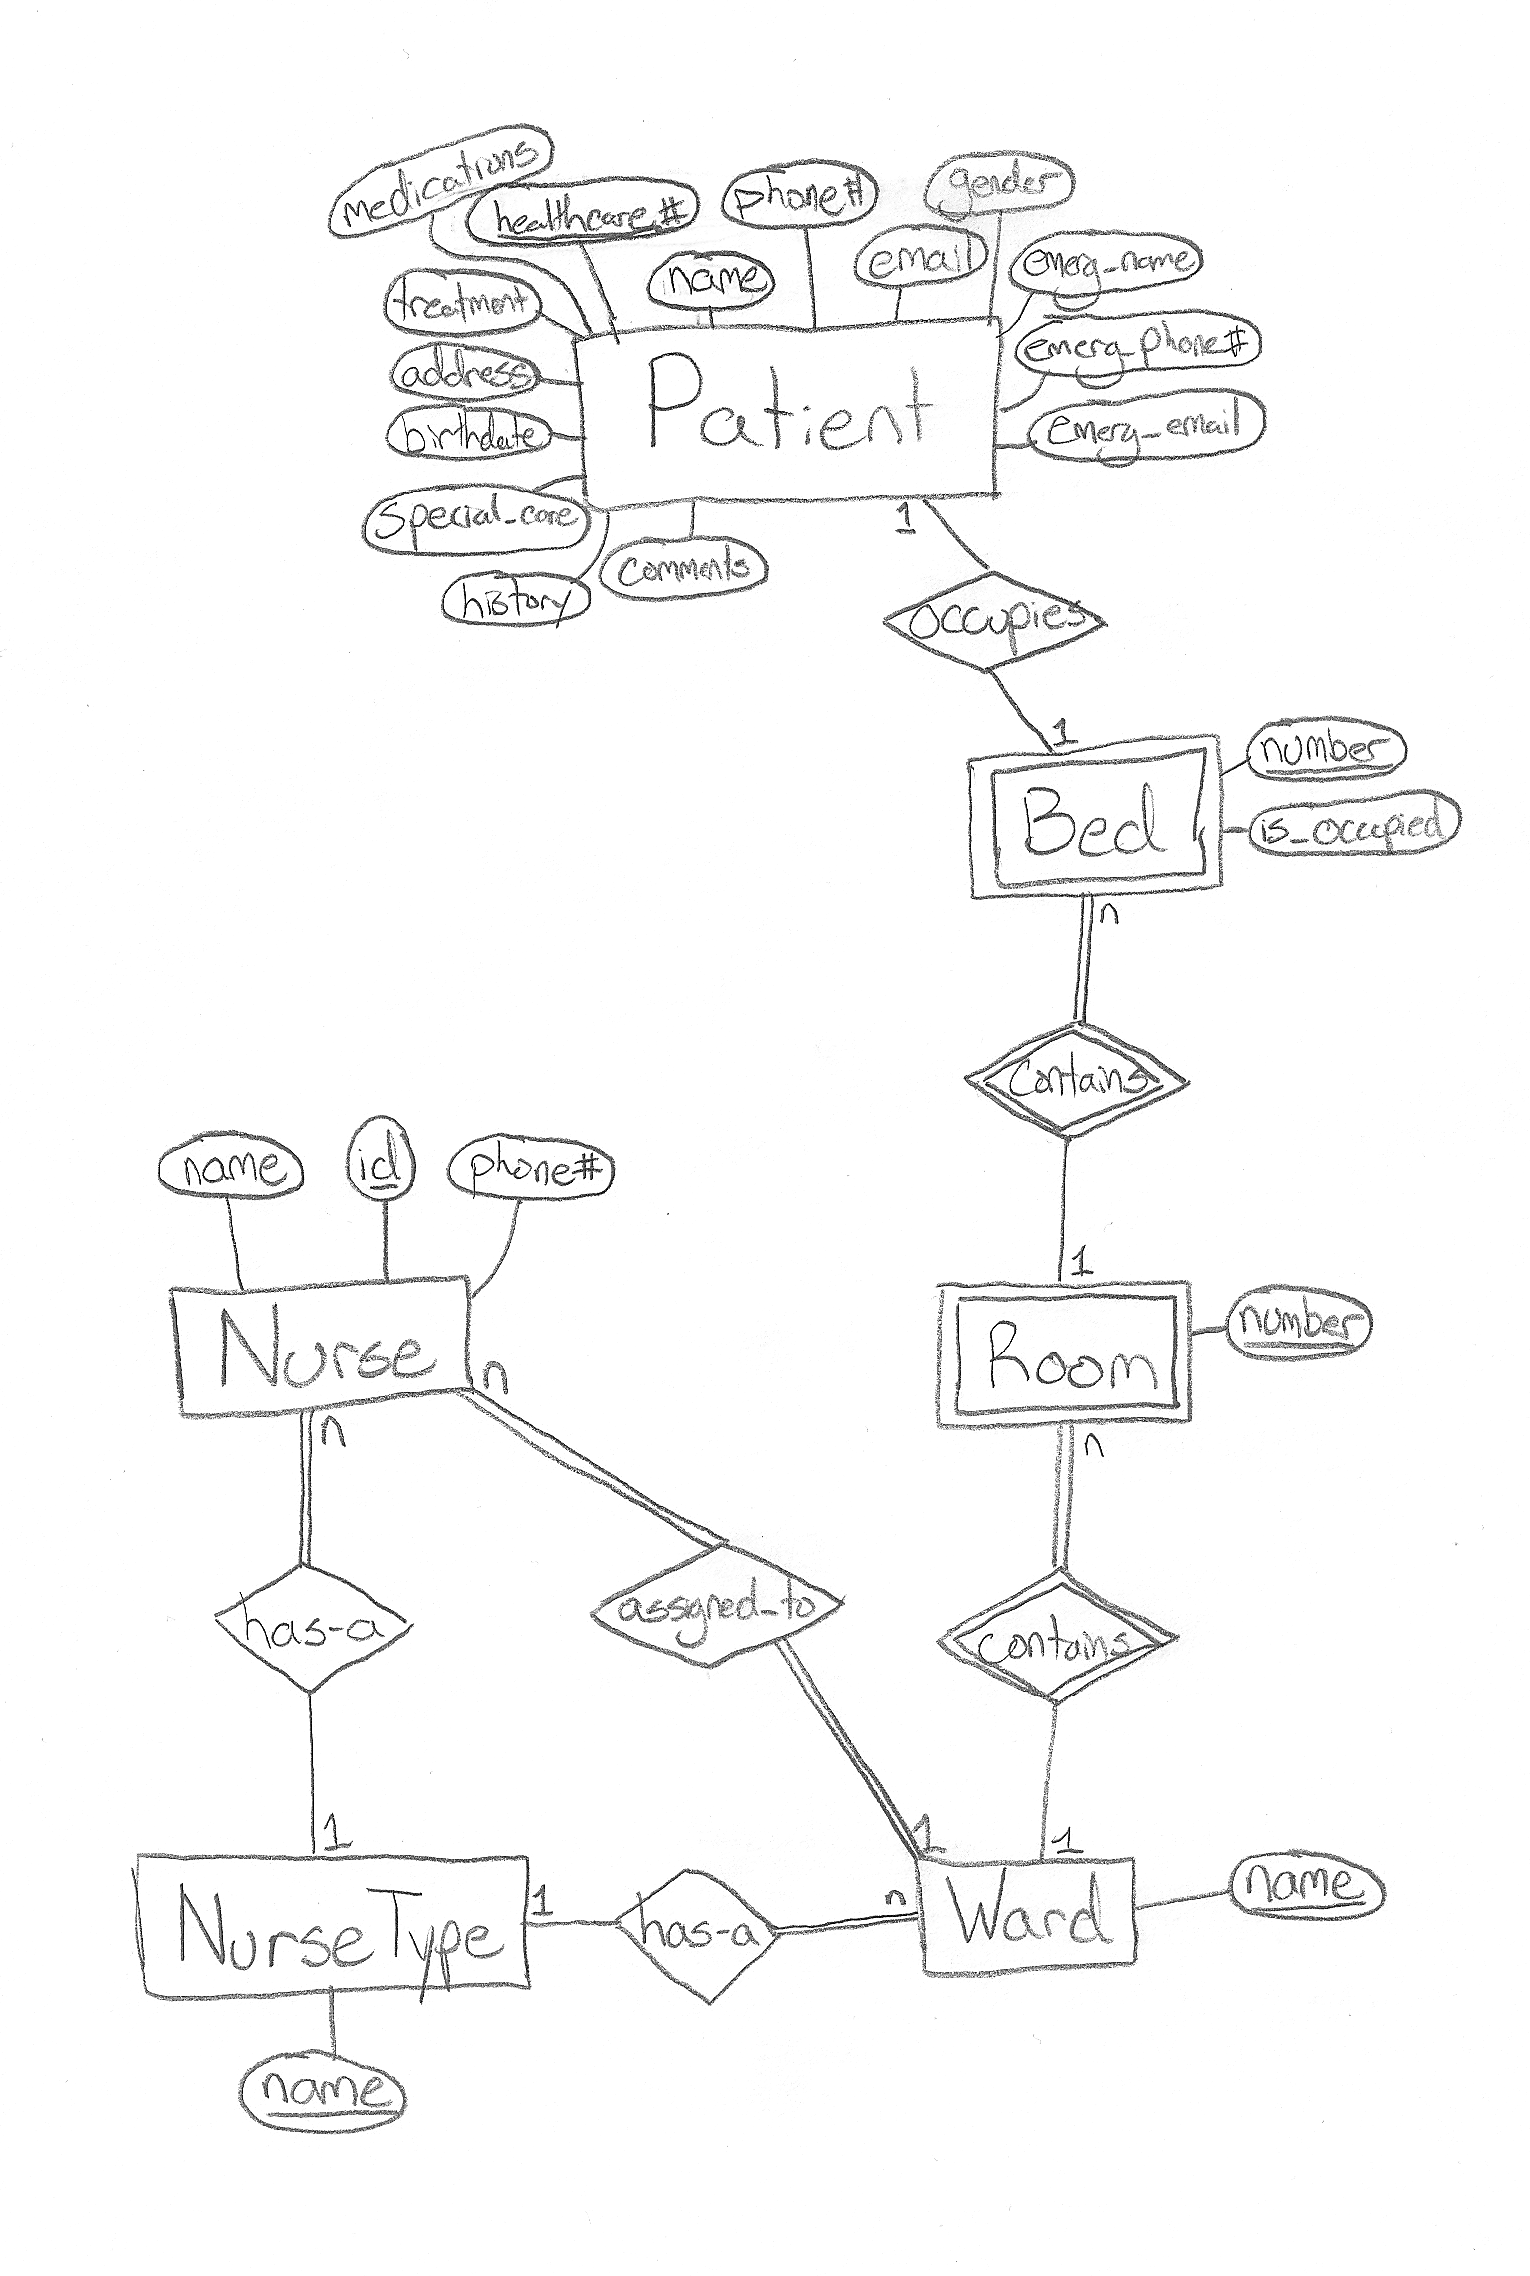 medications
healthcare#
phone#
gender
name
email
emerg_name
treatment
emerg_phone#
address
Patient
emerg_email
birthdate
special_care
1
comments
history
occupies
1
number
Bed
is_occupied
n
contains
name
id
phone#
1
Nurse
n
Room
number
n
n
has-a
assigned_to
contains
1
1
1
NurseType
1
has-a
n
Ward
name
name